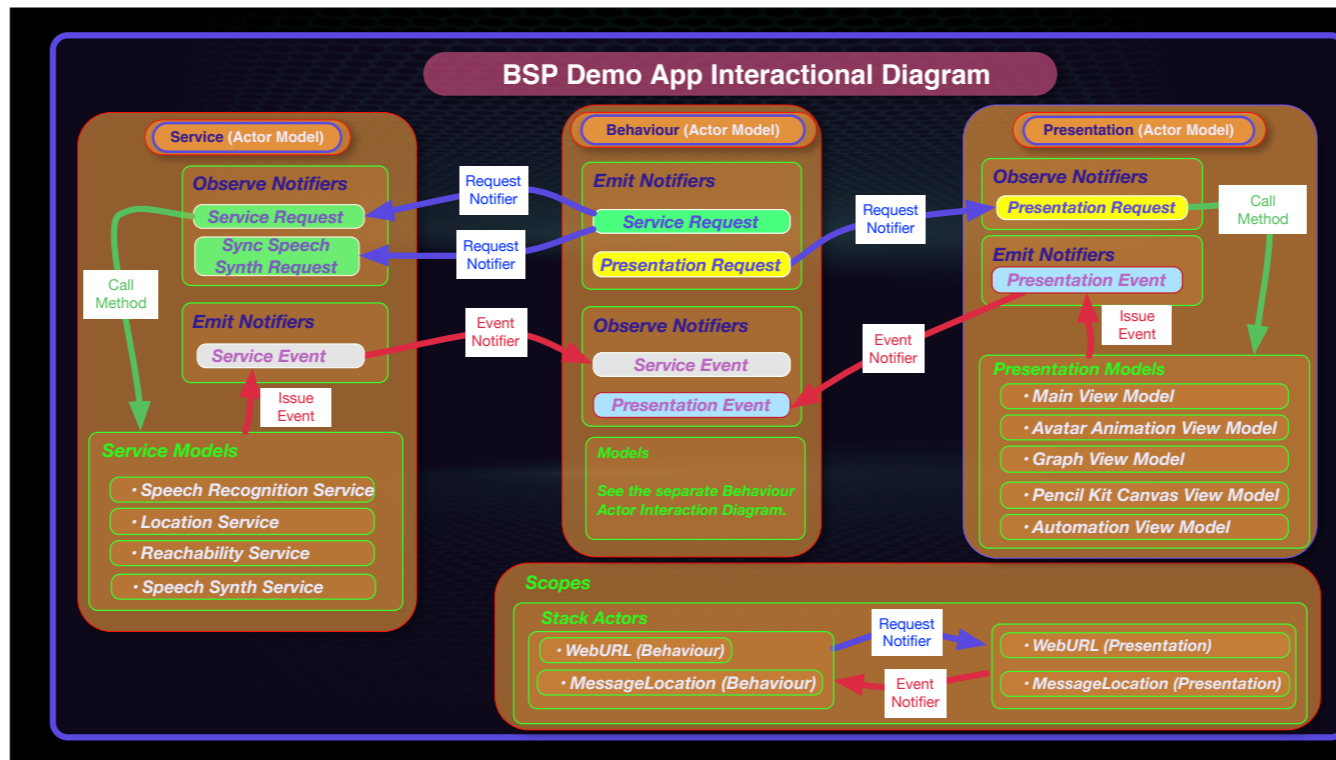 BSP Demo App Interactional Diagram
Service (Actor Model)
Observe Notifiers
Service Request
Sync Speech
Synth Request
Call
Method
Emit Notifiers
Service Event
Issue
Event
Service Models
· Speech Recognition Service
· Location Service
· Reachability Service
· Speech Synth Service
Request
Notifier
Request
Notifier
Event
Notifier
Behaviour (Actor Model)
Emit Notifiers
Service Request
Presentation Request
Observe Notifiers
Service Event
Presentation Event
Models
See the separate Behaviour
Actor Interaction Diagram.
Request
Notifier
Event
Notifier
Presentation (Actor Model)
Observe Notifiers
Presentation Request
Call
Method
Emit Notifiers
Presentation Event
Issue
Event
Presentation Models
· Main View Model
· Avatar Animation View Model
· Graph View Model
· Pencil Kit Canvas View Model
· Automation View Model
Scopes
Stack Actors
· WebURL (Behaviour)
· MessageLocation (Behaviour)
Request
Notifier
Event
Notifier
· WebURL (Presentation)
· MessageLocation (Presentation)